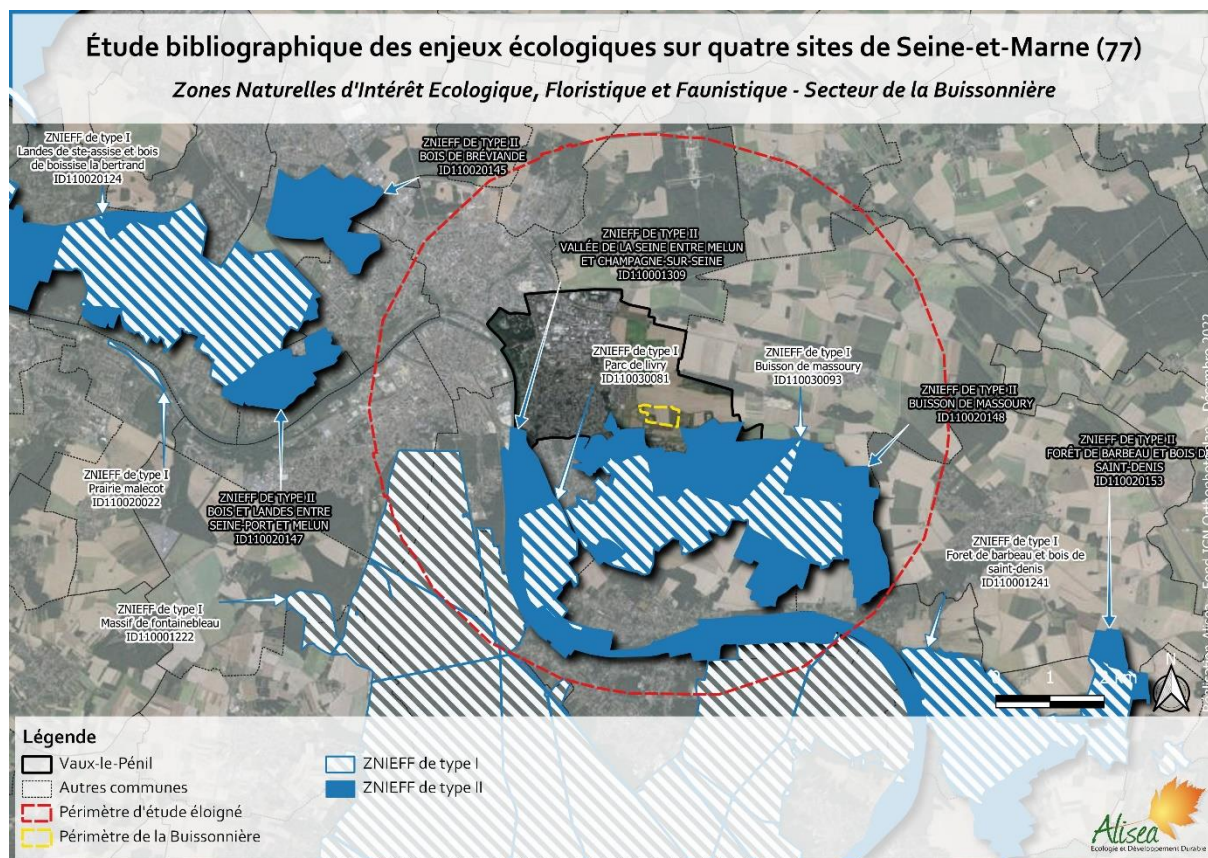 Étude bibliographique des enjeux écologiques sur quatre sites de Seine-et-Marne (77)
Zones Naturelles d'Intérêt Ecologique, Floristique et Faunistique - Secteur de la Buissonnière
ZNIEFF de type I
Landes de ste-assise et bois
de boissise la bertrand
ID110020124
ZNIEFF DE TYPE II
BOIS DE BRÉVIANDE
ID110020145
ZNIEFF DE TYPE II
VALLÉE DE LA SEINE ENTRE MELUN
ET CHAMPAGNE-SUR-SEINE
ID110001309
ZNIEFF de type I
Parc de livry
ID110030081
ZNIEFF de type I
Buisson de massoury
ID110030093
ZNIEFF DE TYPE II
BUISSON DE MASSOURY
ID110020148
ZNIEFF DE TYPE II
FORÊT DE BARBEAU ET BOIS DE
SAINT-DENIS
ID110020153
ZNIEFF de type I
Prairie malecot
ID110020022
ZNIEFF DE TYPE II
BOIS ET LANDES ENTRE
SEINE-PORT ET MELUN
ID110020147
ZNIEFF de type I
Foret de barbeau et bois de
saint-denis
ID110001241
ZNIEFF de type I
Massif de fontainebleau
ID110001222
N
0 1 2 km
Légende
Vaux-le-Pénil
Autres communes
Périmètre d'étude éloigné
Périmètre de la Buissonnière
ZNIEFF de type I
ZNIEFF de type II
Alisea
Ecologie et Développement Durable